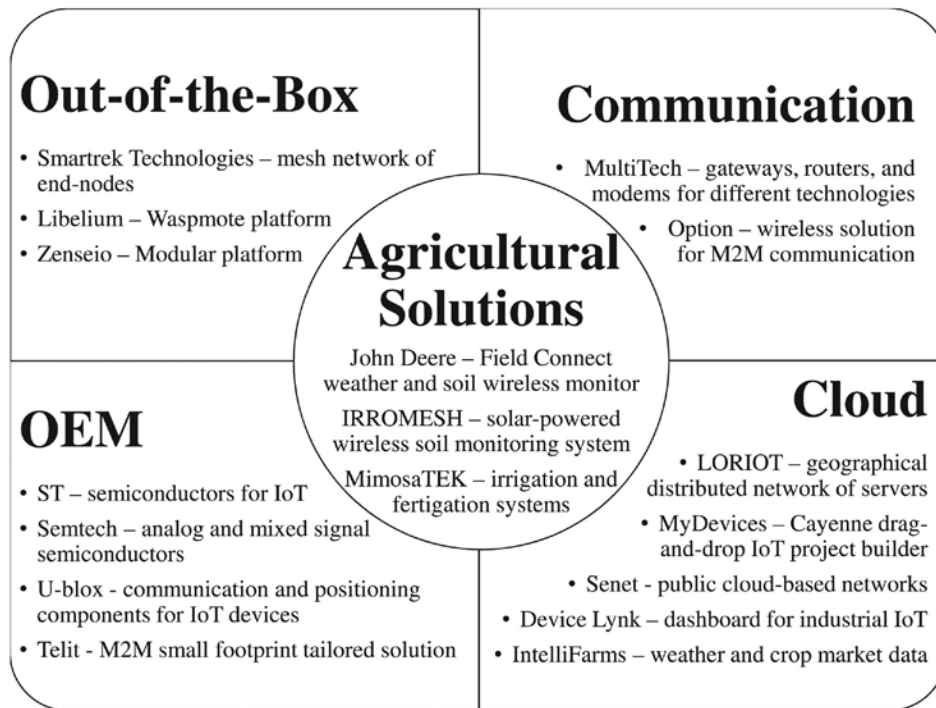 Out-of-the-Box
• Smartrek Technologies – mesh network of
end-nodes
• Libelium – Waspmote platform
• Zenseio – Modular platform
Communication
• MultiTech – gateways, routers, and
modems for different technologies
• Option – wireless solution
for M2M communication
Agricultural
Solutions
John Deere – Field Connect
weather and soil wireless monitor
IRROMESH – solar-powered
wireless soil monitoring system
MimosaTEK – irrigation and
fertigation systems
OEM
• ST – semiconductors for IoT
• Semtech – analog and mixed signal
semiconductors
• U-blox - communication and positioning
components for IoT devices
• Telit - M2M small footprint tailored solution
Cloud
• LORIOT – geographical
distributed network of servers
• MyDevices – Cayenne drag-
and-drop IoT project builder
• Senet - public cloud-based networks
• Device Lynk – dashboard for industrial IoT
• IntelliFarms – weather and crop market data